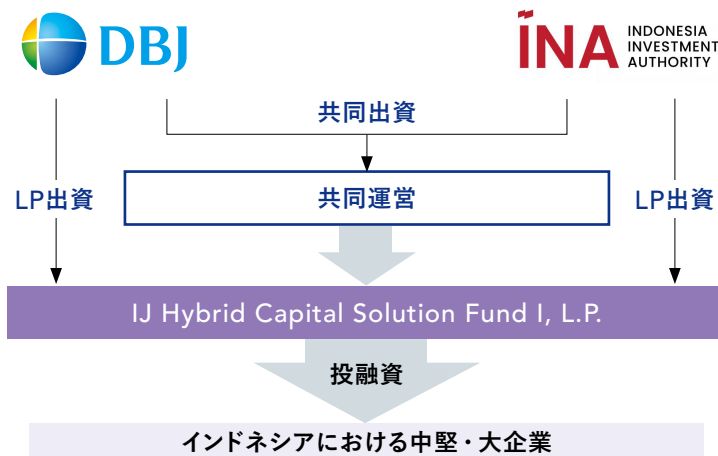 DBJ
INA
INDONESIA
INVESTMENT
AUTHORITY
共同出資
LP出資
共同運営
LP出資
IJ Hybrid Capital Solution Fund I, L.P.
投融資
インドネシアにおける中堅・大企業